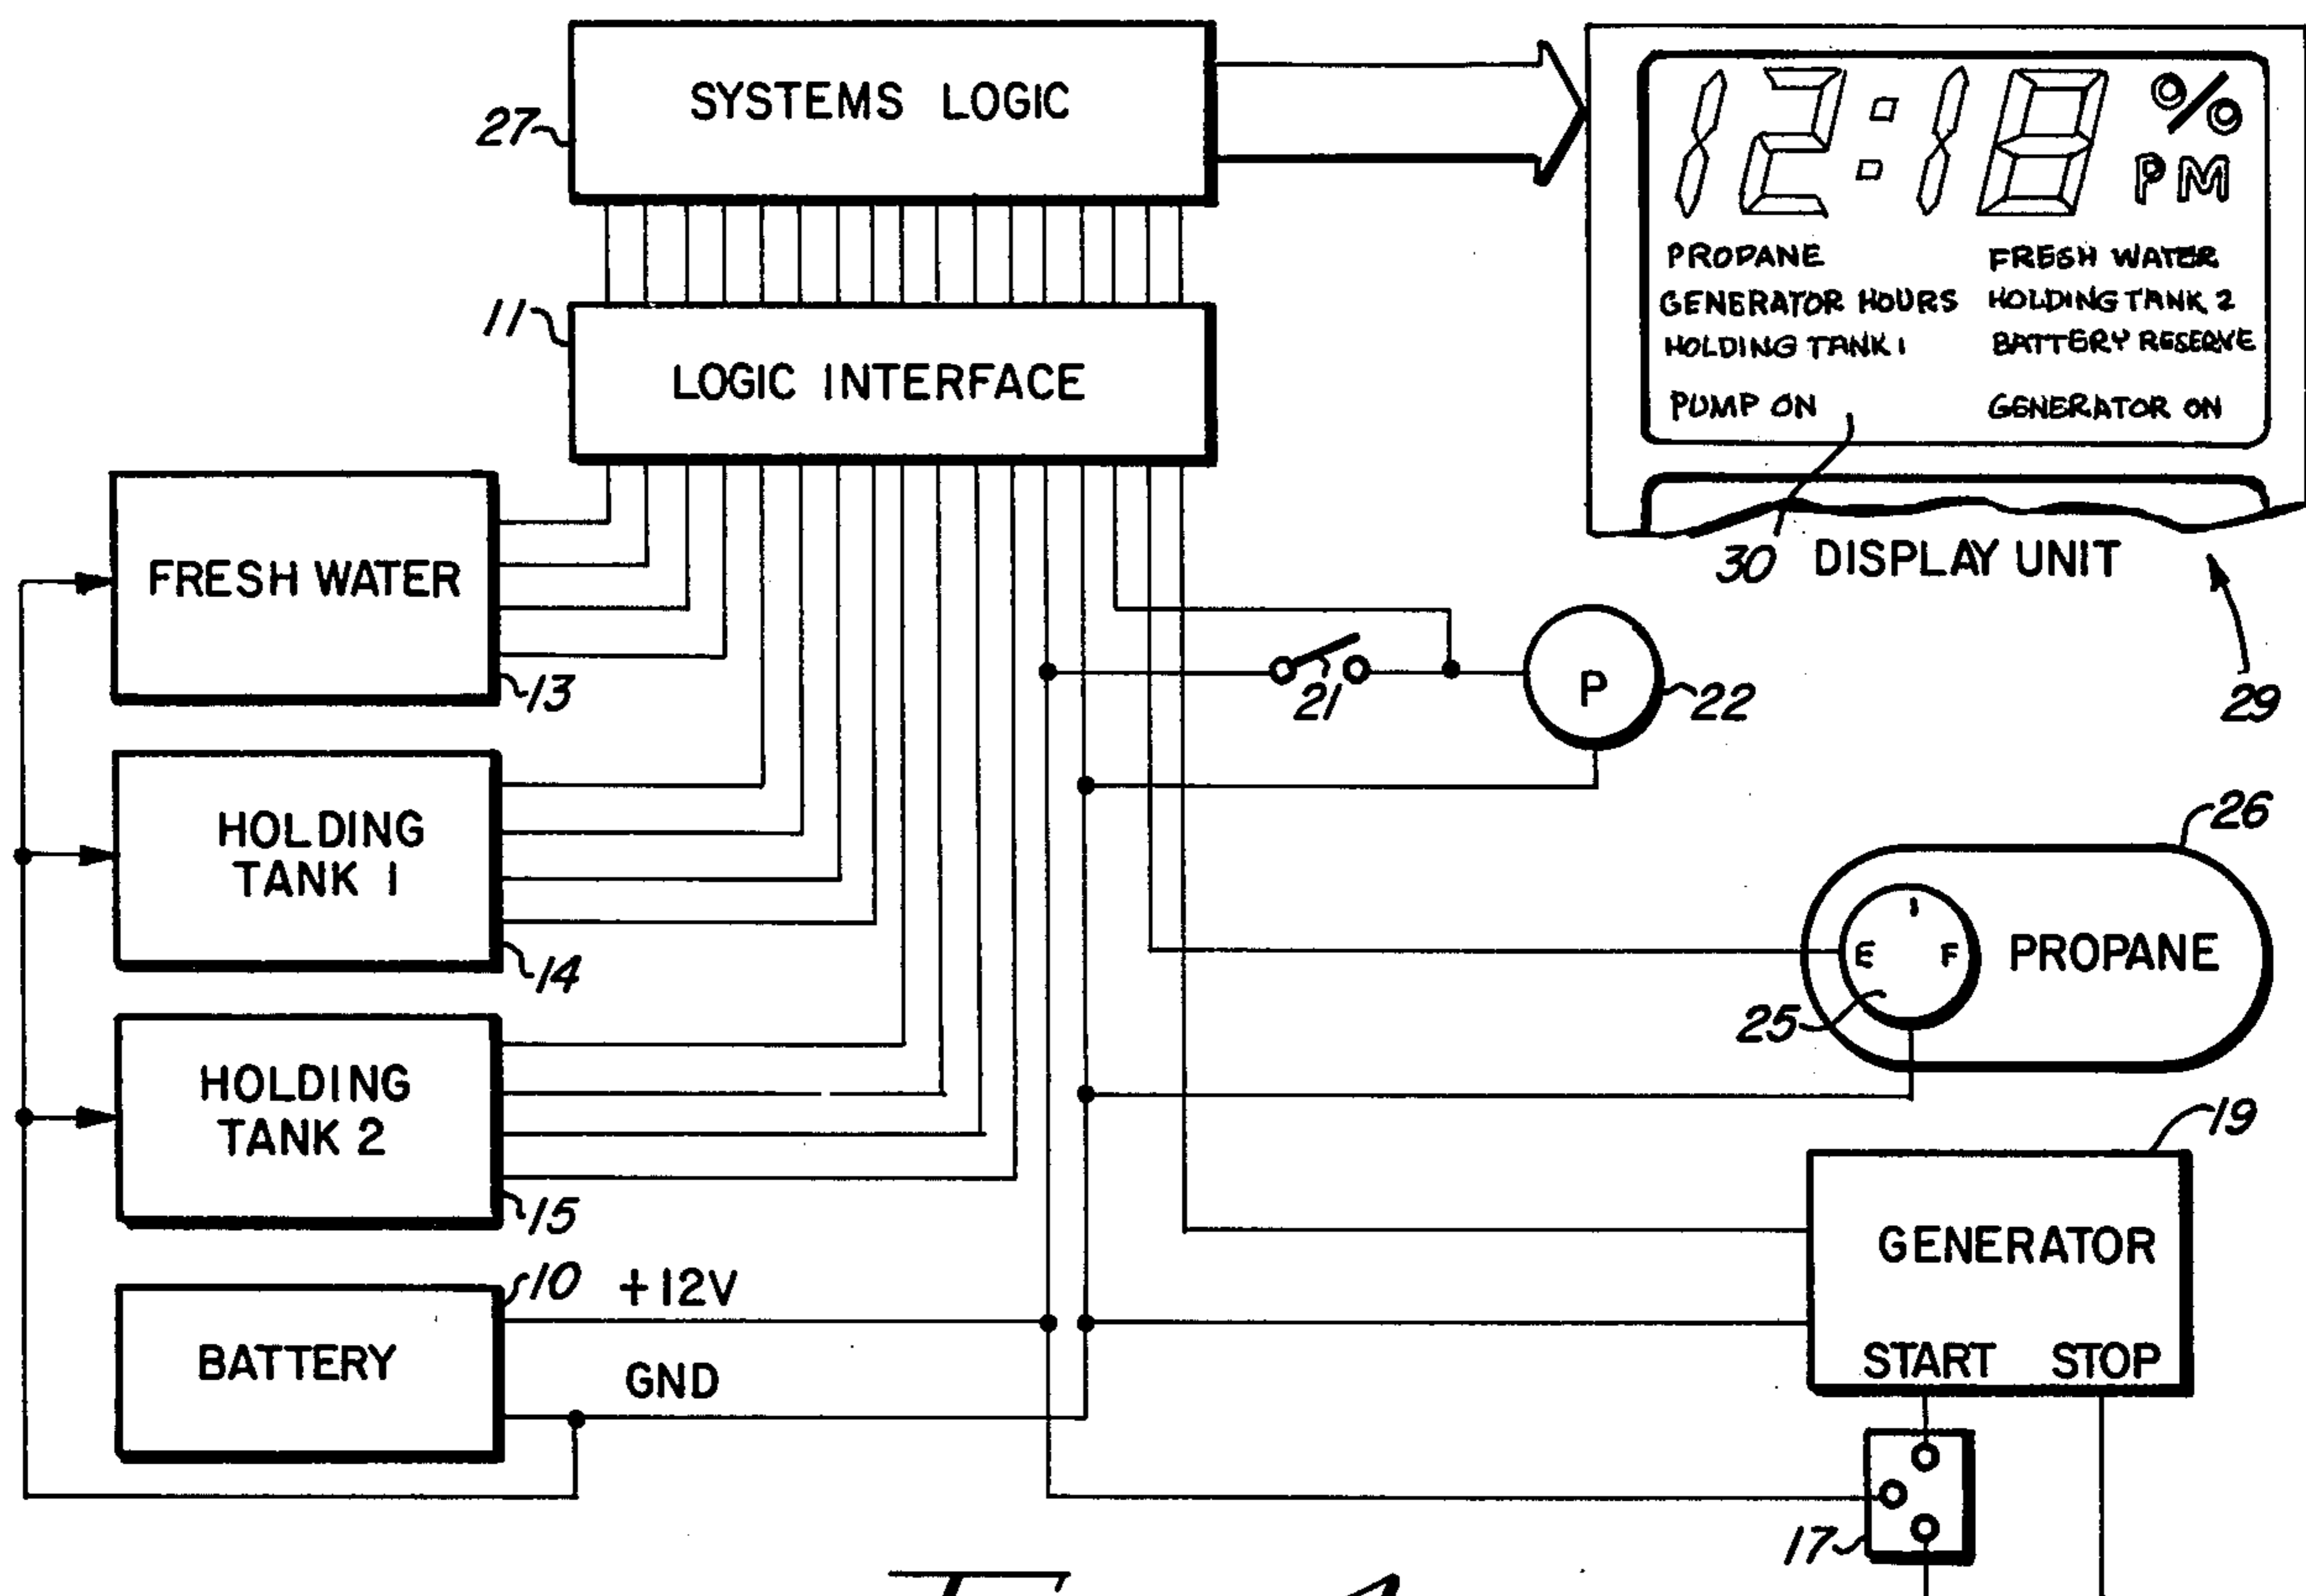 SYSTEMS LOGIC
27
12:18 %
PM
PROPANE FRESH WATER
GENERATOR HOURS HOLDING TANK 2
HOLDING TANK 1 BATTERY RESERVE
PUMP ON GENERATOR ON
30 DISPLAY UNIT
29
11
LOGIC INTERFACE
FRESH WATER
13
21
P
22
HOLDING
TANK 1
14
26
E F PROPANE
25
HOLDING
TANK 2
15
19
GENERATOR
START STOP
17
10 +12V
BATTERY
GND